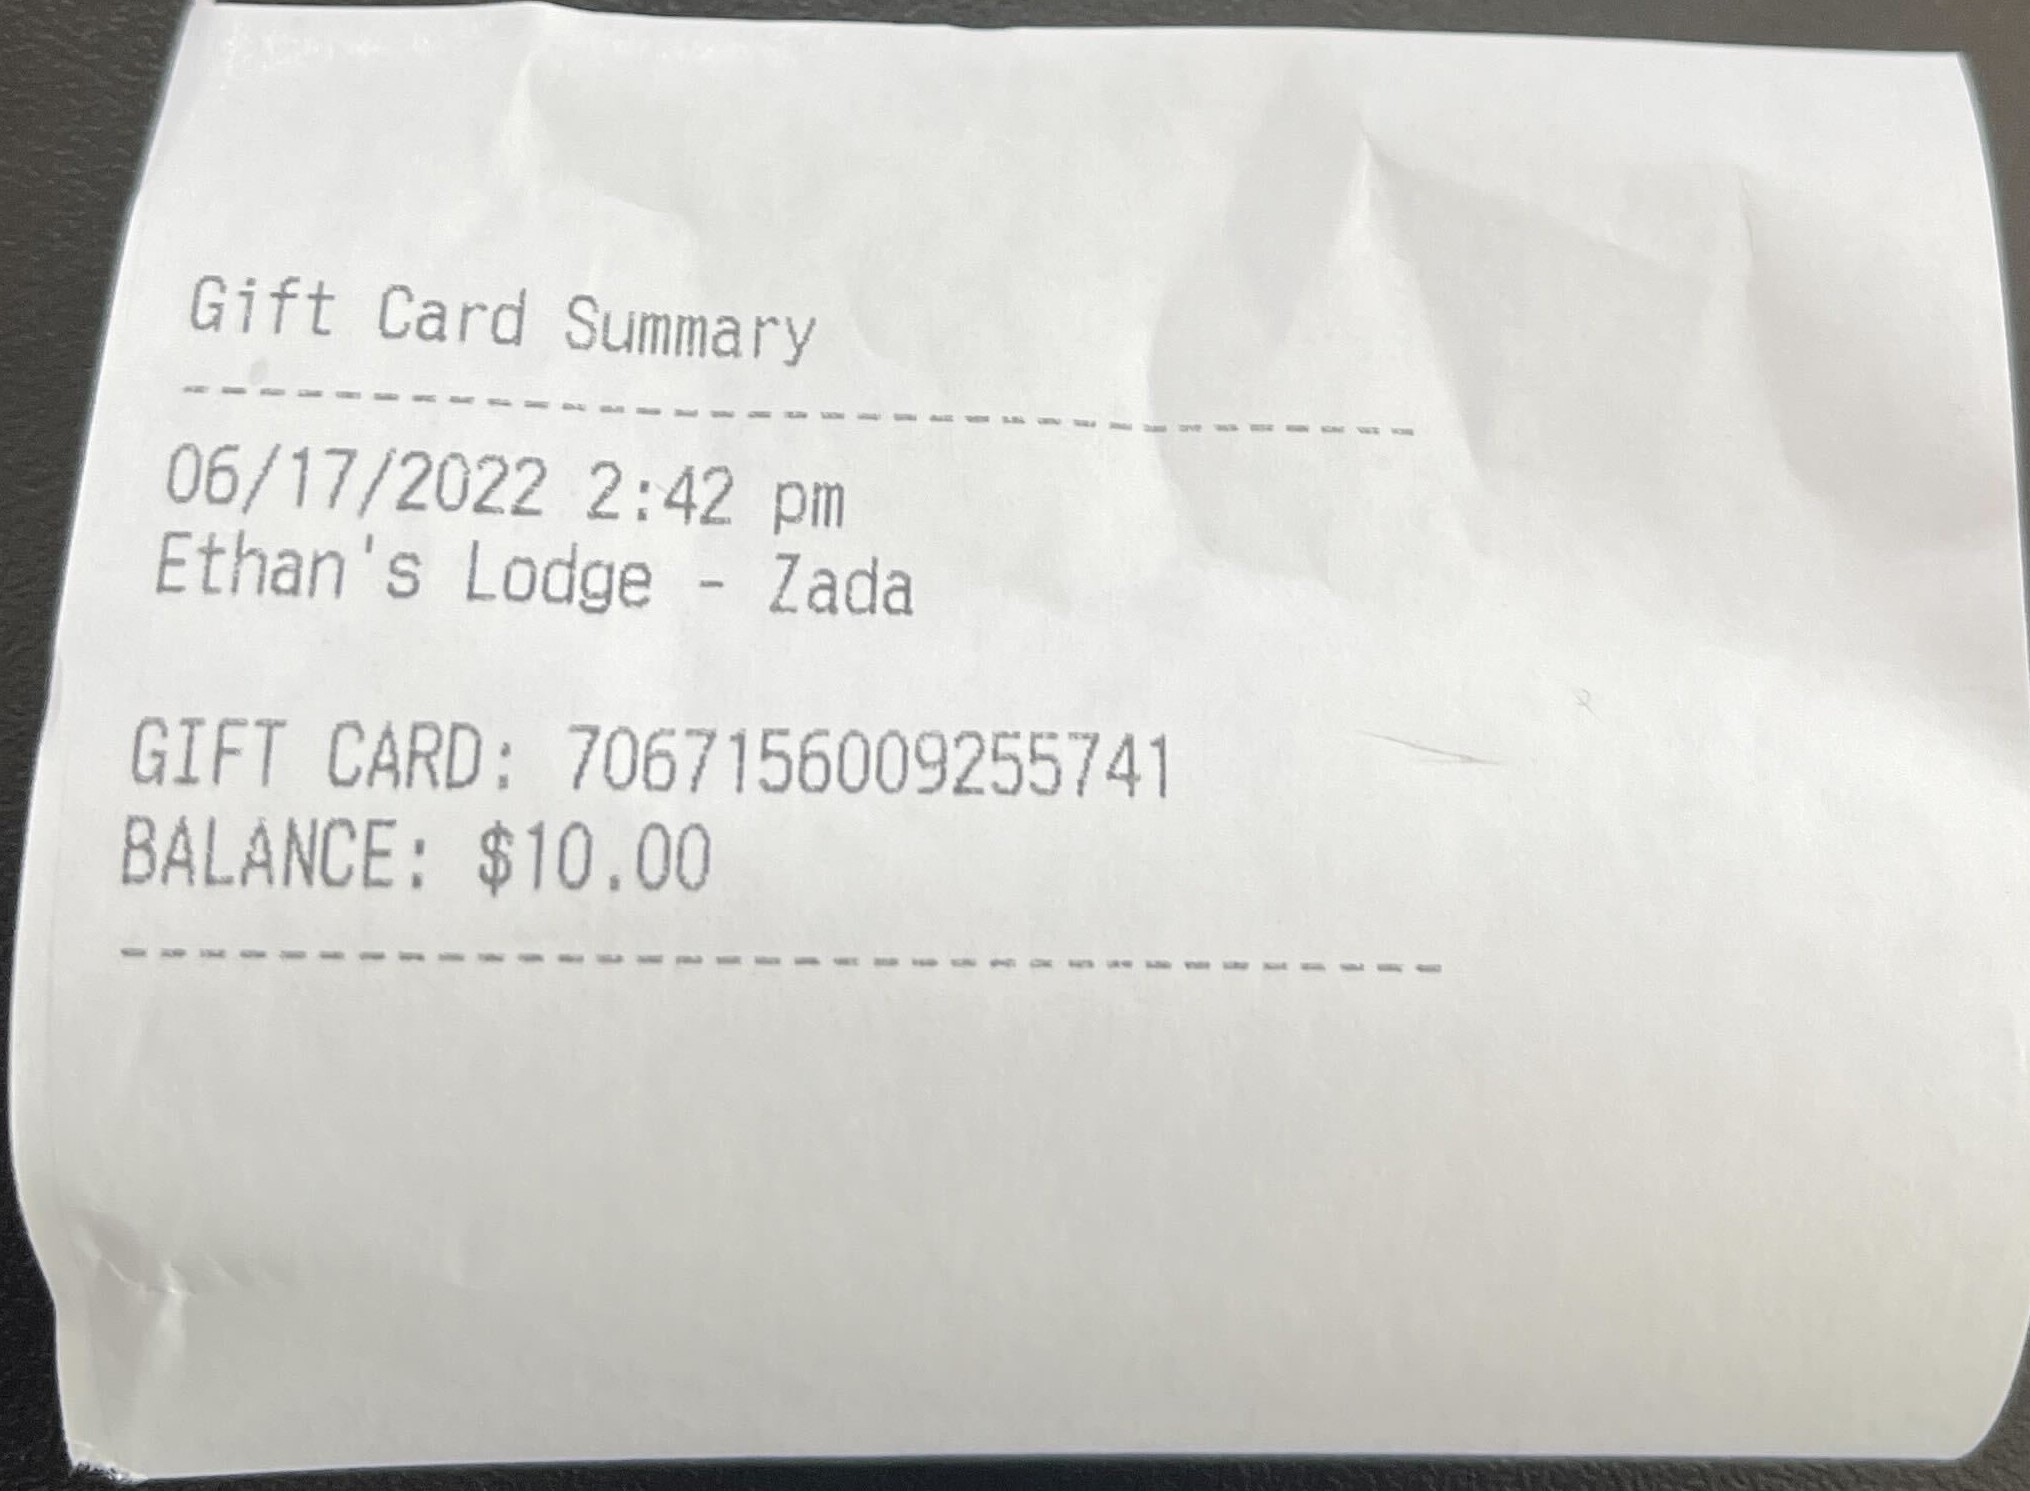 Gift Card Summary
--------------------------------
06/17/2022 2:42 pm
Ethan's Lodge - Zada
GIFT CARD: 7067156009255741
BALANCE: $10.00
--------------------------------